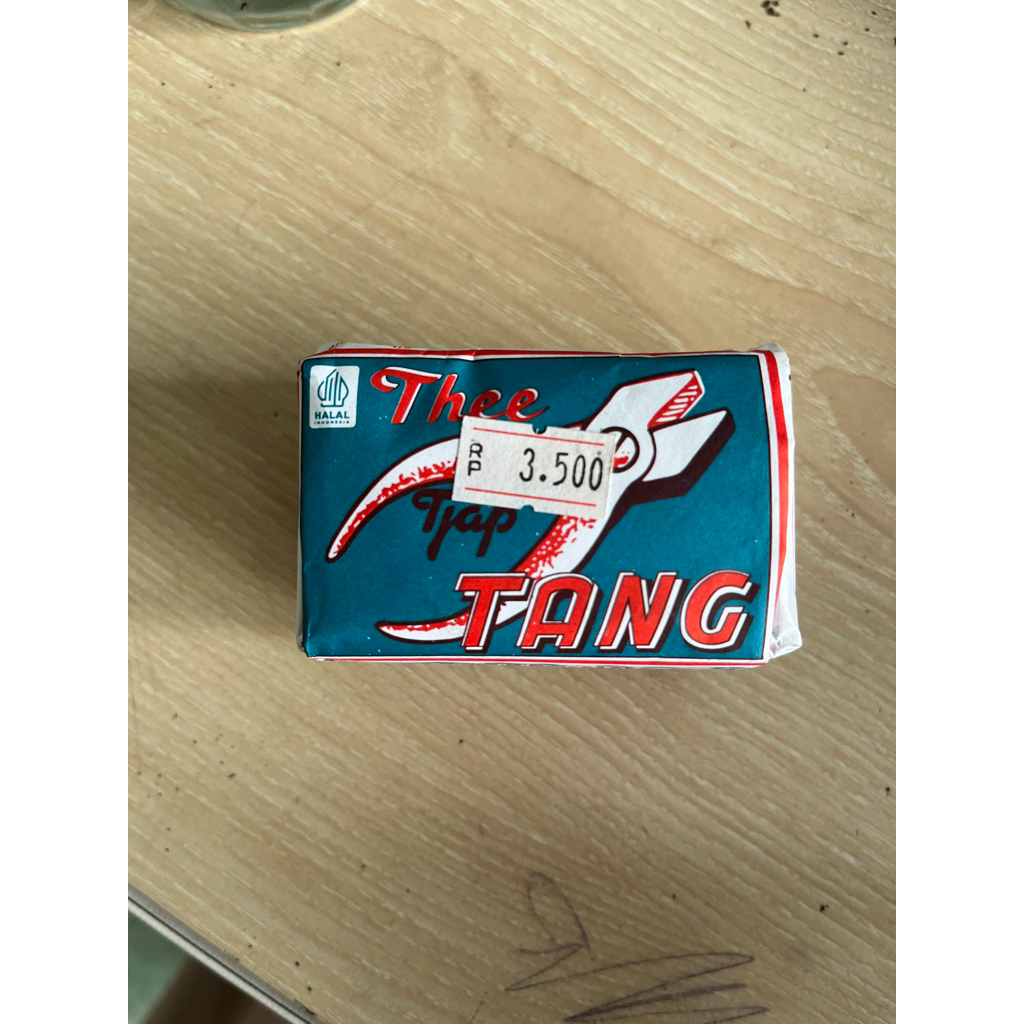 HALAL
INDONESIA
Thee
RP 3.500
Tjap
TANG